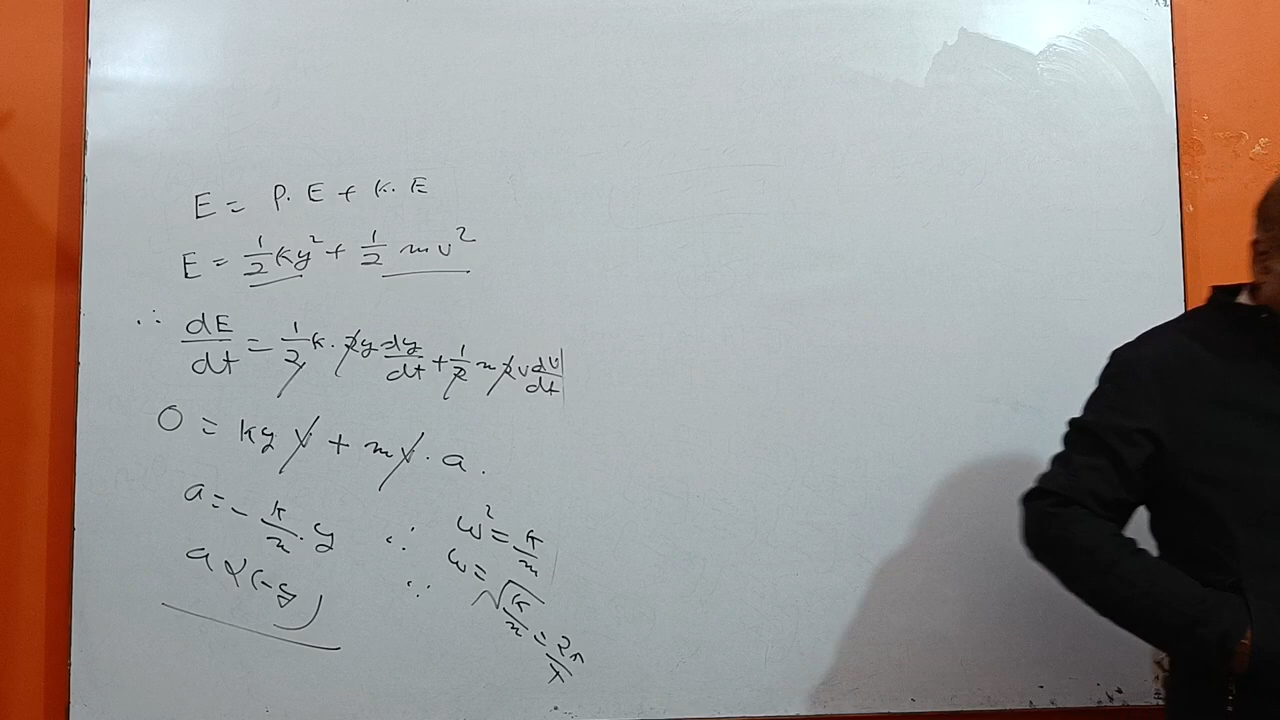 E = P.E + K.E
E = 1/2 ky² + 1/2 mv²
∴ dE/dt = 1/2 k. 2y dy/dt + 1/2 m 2v dv/dt
0 = ky v + mv. a.
a = - k/m . y ∴ ω² = k/m
a ∝ (-y) ∵ ω = √k/m = 2π/T